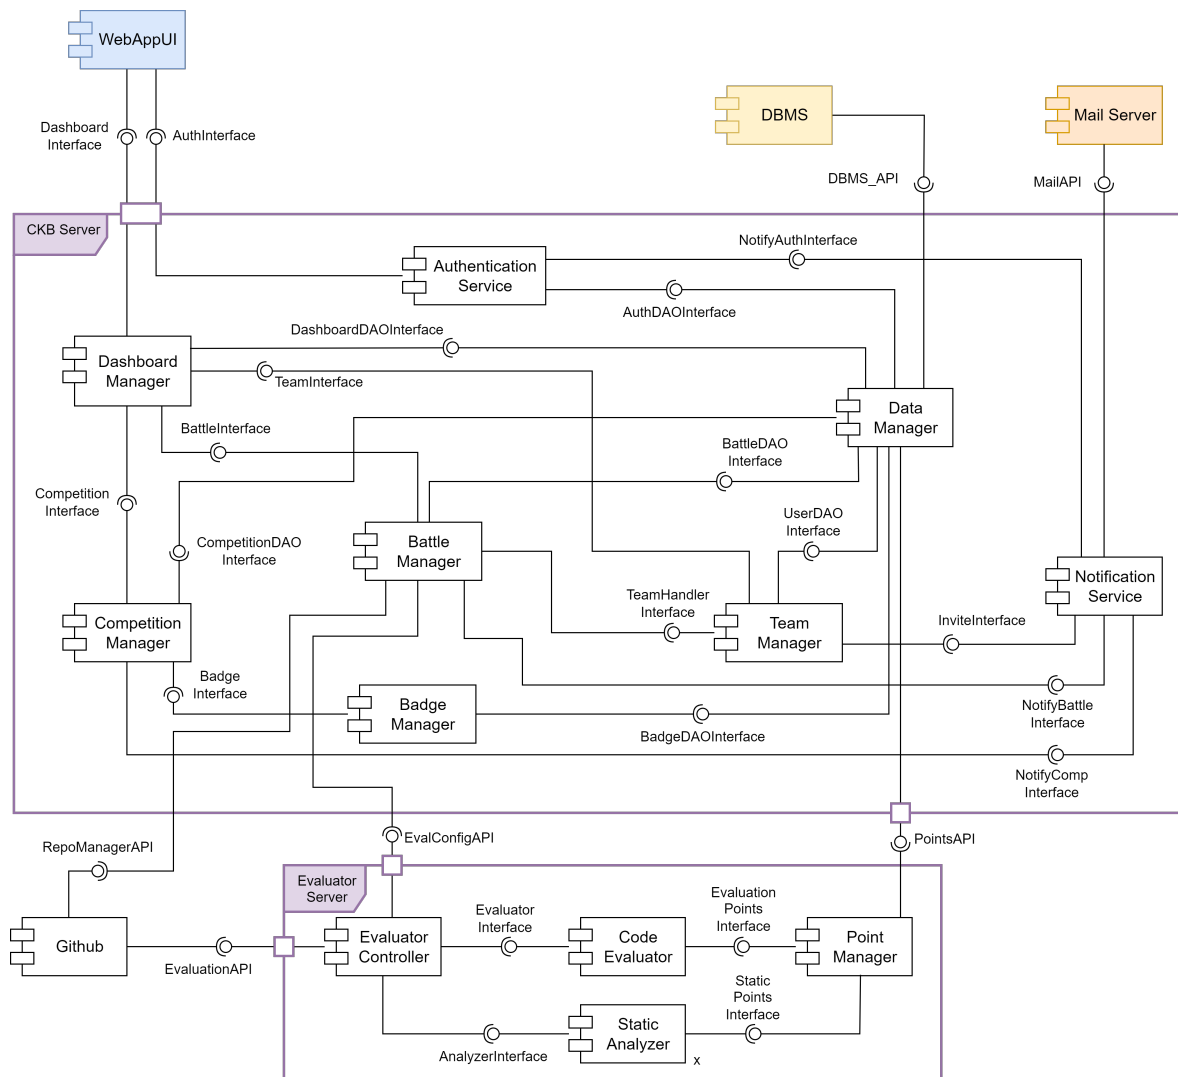 WebAppUI
Dashboard
Interface
AuthInterface
DBMS
Mail Server
DBMS_API
MailAPI
CKB Server
NotifyAuthInterface
Authentication
Service
AuthDAOInterface
DashboardDAOInterface
Dashboard
Manager
TeamInterface
Data
Manager
BattleInterface
BattleDAO
Interface
Competition
Interface
CompetitionDAO
Interface
UserDAO
Interface
Battle
Manager
Notification
Service
TeamHandler
Interface
Competition
Manager
Team
Manager
InviteInterface
Badge
Interface
Badge
Manager
NotifyBattle
Interface
BadgeDAOInterface
NotifyComp
Interface
RepoManagerAPI
EvalConfigAPI
PointsAPI
Evaluator
Server
Github
EvaluationAPI
Evaluator
Controller
Evaluator
Interface
Code
Evaluator
Evaluation
Points
Interface
Point
Manager
Static
Points
Interface
Static
Analyzer
AnalyzerInterface
x